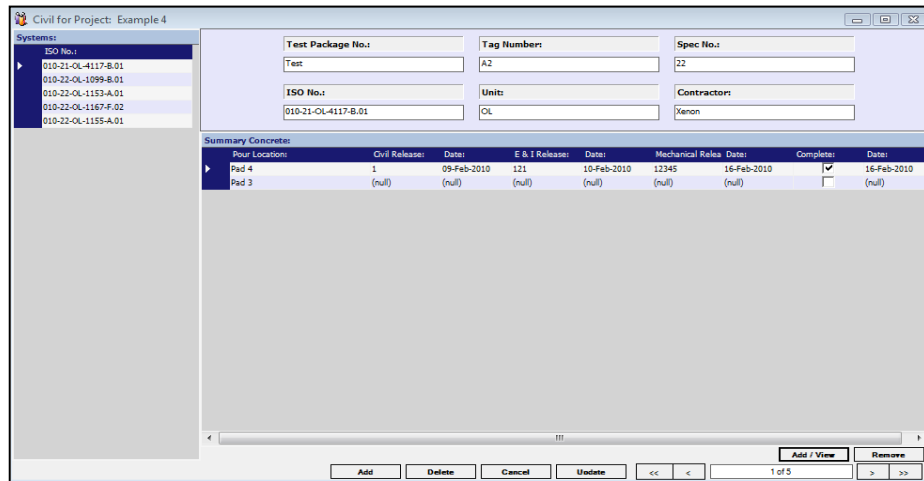 Civil for Project: Example 4
Systems:
ISO No.:
010-21-OL-4117-B.01
010-22-OL-1099-B.01
010-22-OL-1153-A.01
010-22-OL-1167-F.02
010-22-OL-1155-A.01
Test Package No.: Tag Number: Spec No.:
Test A2 22
ISO No.: Unit: Contractor:
010-21-OL-4117-B.01 OL Xenon
Summary Concrete:
Pour Location: Civil Release: Date: E & I Release: Date: Mechanical Relea Date: Complete: Date:
Pad 4 1 09-Feb-2010 121 10-Feb-2010 12345 16-Feb-2010 16-Feb-2010
Pad 3 (null) (null) (null) (null) (null) (null) (null)
Add / View Remove
Add Delete Cancel Update << < 1 of 5 > >>